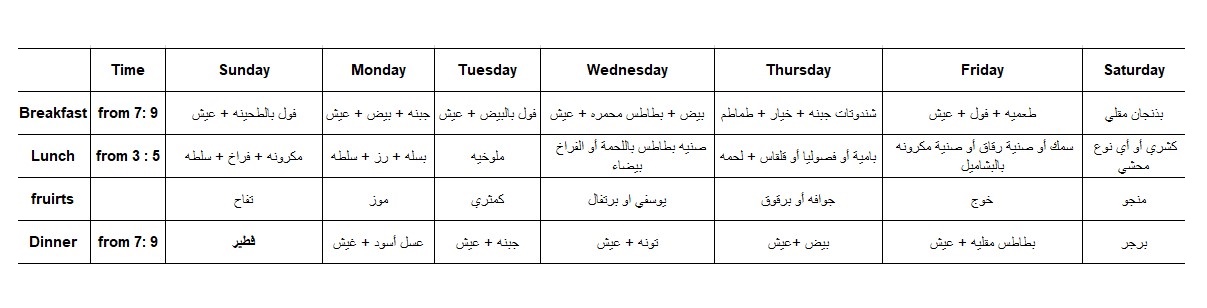 Time Sunday Monday Tuesday Wednesday Thursday Friday Saturday
Breakfast from 7: 9 فول بالطحينه + عيش جبنه + بيض + عيش فول بالبيض + عيش بيض + بطاطس محمره + عيش شندوتات جبنه + خيار + طماطم طعميه + فول + عيش بذنجان مقلي
Lunch from 3 : 5 مكرونه + فراخ + سلطه بسله + رز + سلطه ملوخيه صنيه بطاطس باللحمة أو الفراخ بيضاء بامية أو فصوليا أو قلقاس + لحمه سمك أو صنية رقاق أو صنية مكرونه بالبشاميل كشري أو أي نوع محشي
fruirts تفاح موز كمثري يوسفي او برتفال جوافه أو برقوق خوج منجو
Dinner from 7: 9 فطير عسل أسود + غيش جبنه + عيش تونه + عيش بيض +عيش بطاطس مقليه + عيش برجر